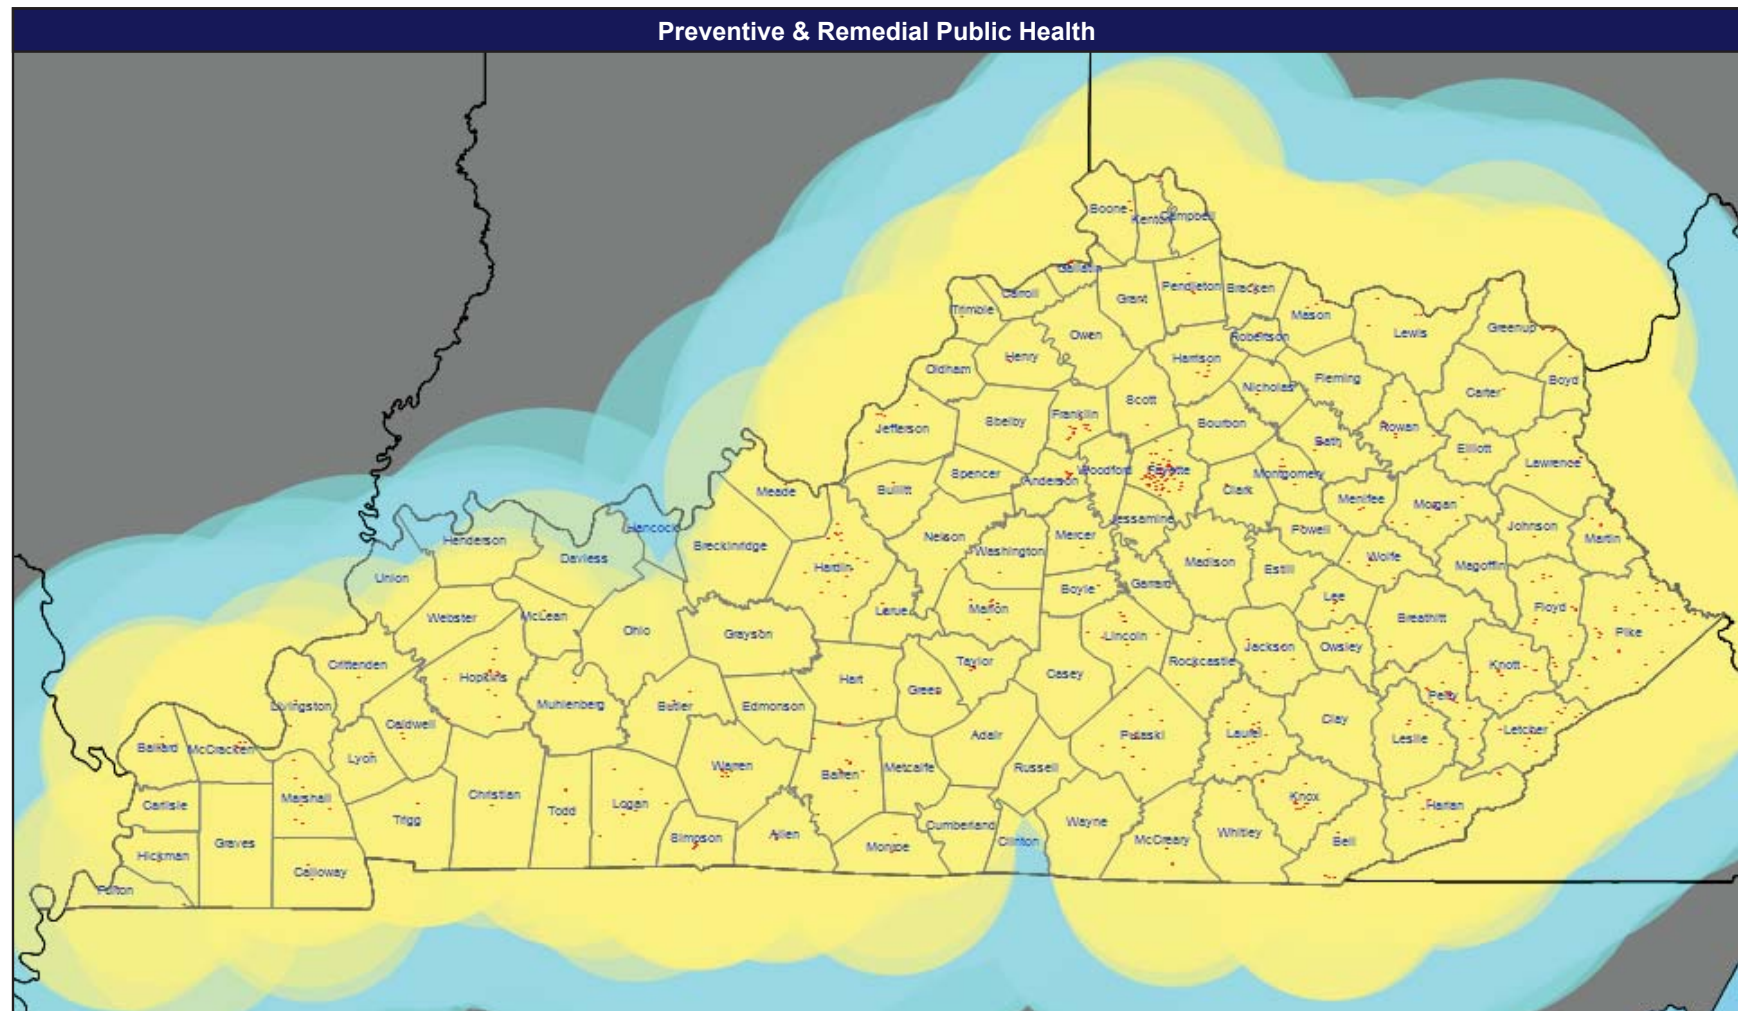 Preventive & Remedial Public Health
Boone
Kenton
Campbell
Gallatin
Carroll
Trimble
Grant
Pendleton
Bracken
Mason
Lewis
Greenup
Owen
Robertson
Henry
Harrison
Oldham
Nicholas
Fleming
Carter
Boyd
Scott
Franklin
Shelby
Jefferson
Bourbon
Rowan
Bath
Elliott
Lawrence
Woodford
Fayette
Spencer
Anderson
Montgomery
Clark
Bullitt
Meade
Menifee
Morgan
Jessamine
Hancock
Powell
Johnson
Martin
Henderson
Daviess
Breckinridge
Nelson
Mercer
Washington
Madison
Wolfe
Estill
Magoffin
Hardin
Union
Boyle
Garrard
Lee
Larue
Marion
Floyd
Webster
McLean
Ohio
Grayson
Breathitt
Lincoln
Pike
Jackson
Owsley
Crittenden
Taylor
Rockcastle
Knott
Hopkins
Hart
Casey
Green
Perry
Livingston
Muhlenberg
Butler
Edmonson
Caldwell
Clay
Letcher
Adair
Pulaski
Laurel
Leslie
Ballard
McCracken
Lyon
Warren
Barren
Metcalfe
Russell
Christian
Marshall
Carlisle
Todd
Logan
Knox
Harlan
Trigg
Cumberland
Wayne
Graves
Simpson
Allen
Monroe
Clinton
McCreary
Whitley
Bell
Hickman
Calloway
Fulton